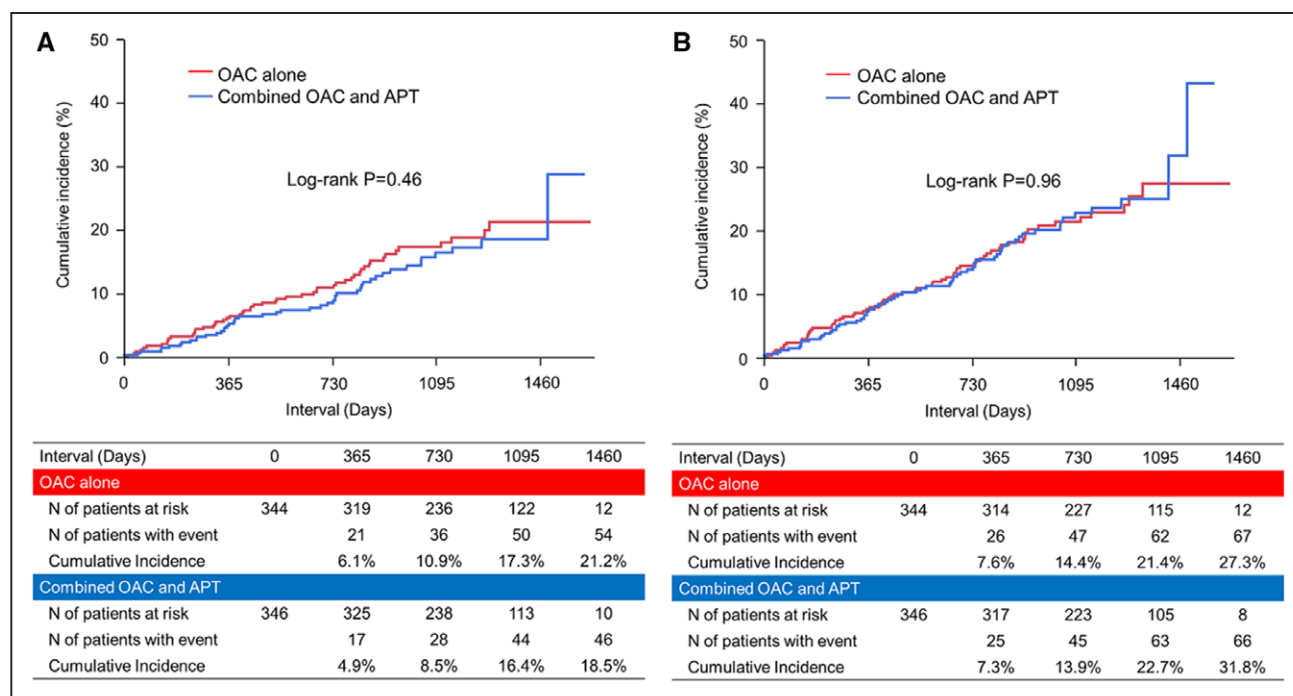 A
50
40
30
20
10
0
Cumulative incidence (%)
OAC alone
Combined OAC and APT
Log-rank P=0.46
0 365 730 1095 1460
Interval (Days)
Interval (Days) 0 365 730 1095 1460
OAC alone
N of patients at risk 344 319 236 122 12
N of patients with event 21 36 50 54
Cumulative Incidence 6.1% 10.9% 17.3% 21.2%
Combined OAC and APT
N of patients at risk 346 325 238 113 10
N of patients with event 17 28 44 46
Cumulative Incidence 4.9% 8.5% 16.4% 18.5%
B
50
40
30
20
10
0
Cumulative incidence (%)
OAC alone
Combined OAC and APT
Log-rank P=0.96
0 365 730 1095 1460
Interval (Days)
Interval (Days) 0 365 730 1095 1460
OAC alone
N of patients at risk 344 314 227 115 12
N of patients with event 26 47 62 67
Cumulative Incidence 7.6% 14.4% 21.4% 27.3%
Combined OAC and APT
N of patients at risk 346 317 223 105 8
N of patients with event 25 45 63 66
Cumulative Incidence 7.3% 13.9% 22.7% 31.8%